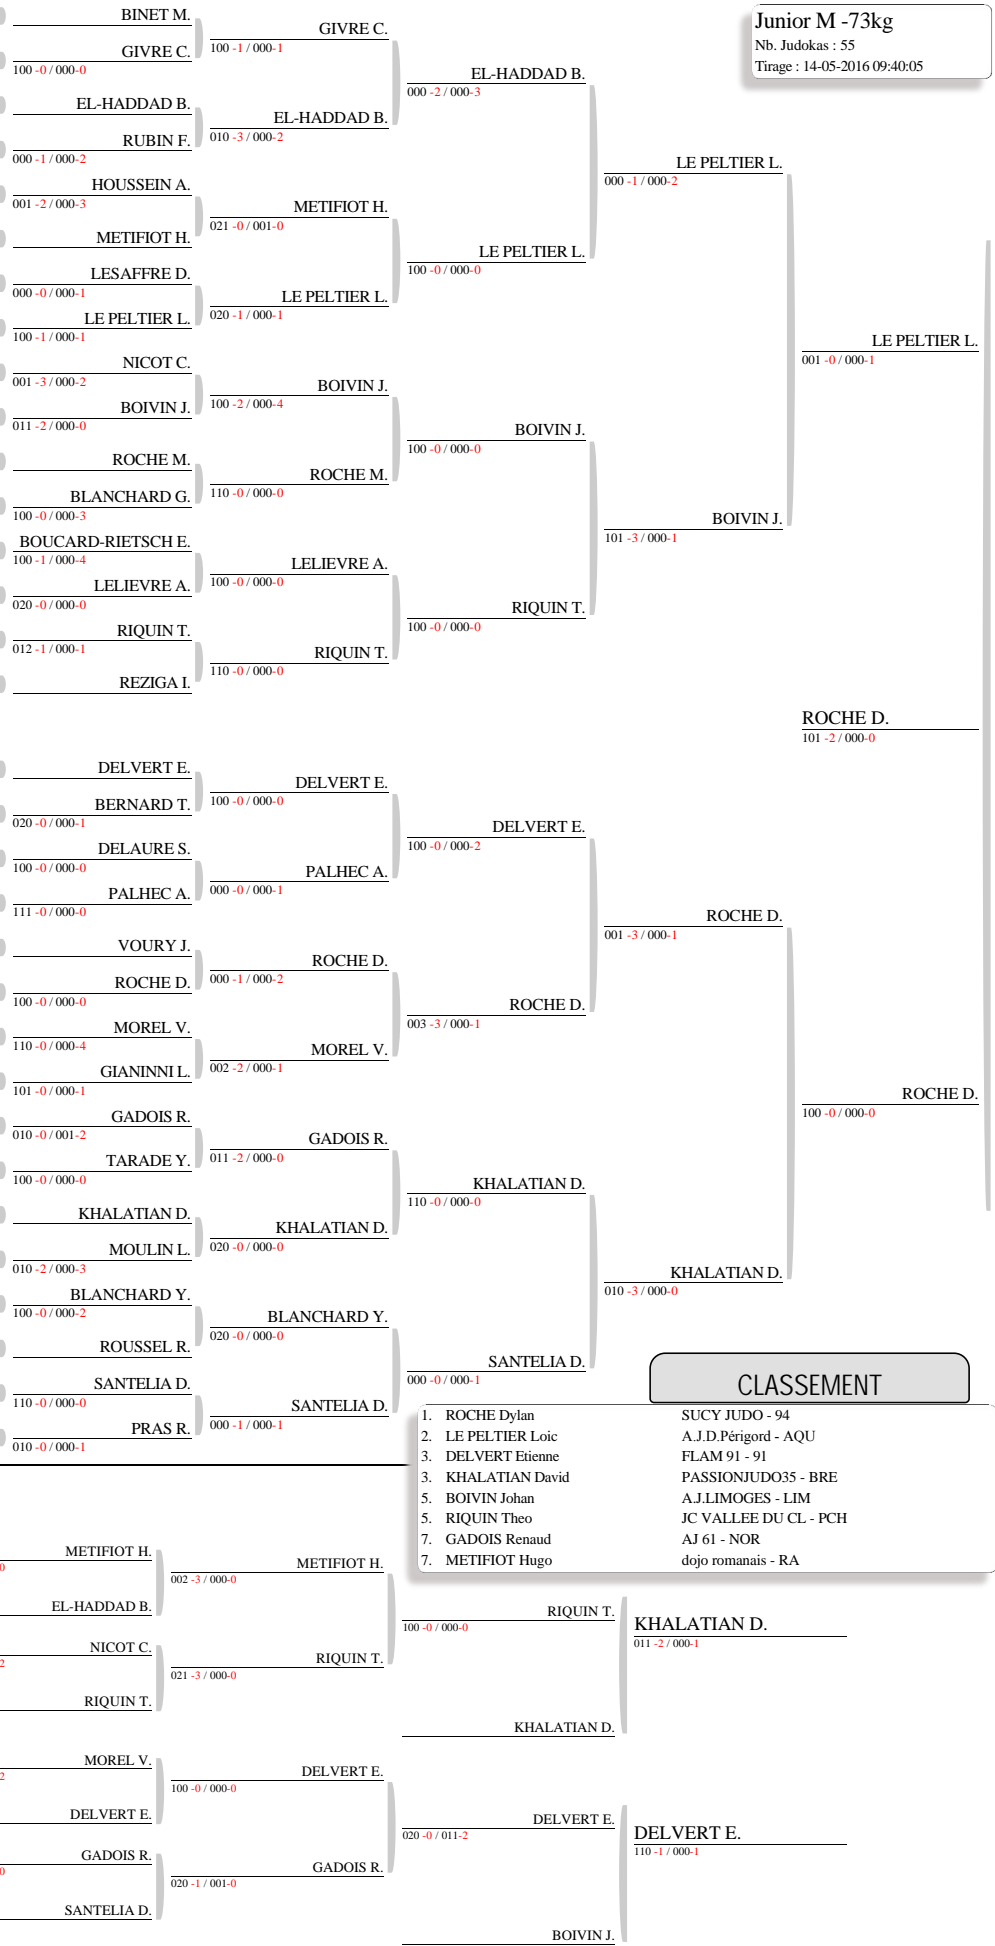 Junior M -73kg
Nb. Judokas : 55
Tirage : 14-05-2016 09:40:05
BINET M.
GIVRE C.
100 -0 / 000-0
EL-HADDAD B.
RUBIN F.
000 -1 / 000-2
HOUSSEIN A.
001 -2 / 000-3
METIFIOT H.
LESAFFRE D.
000 -0 / 000-1
LE PELTIER L.
100 -1 / 000-1
NICOT C.
001 -3 / 000-2
BOIVIN J.
011 -2 / 000-0
ROCHE M.
BLANCHARD G.
100 -0 / 000-3
BOUCARD-RIETSCH E.
100 -1 / 000-4
LELIEVRE A.
020 -0 / 000-0
RIQUIN T.
012 -1 / 000-1
REZIGA I.
DELVERT E.
BERNARD T.
020 -0 / 000-1
DELAURE S.
100 -0 / 000-0
PALHEC A.
111 -0 / 000-0
VOURY J.
ROCHE D.
100 -0 / 000-0
MOREL V.
110 -0 / 000-4
GIANINNI L.
101 -0 / 000-1
GADOIS R.
010 -0 / 001-2
TARADE Y.
100 -0 / 000-0
KHALATIAN D.
MOULIN L.
010 -2 / 000-3
BLANCHARD Y.
100 -0 / 000-2
ROUSSEL R.
SANTELIA D.
110 -0 / 000-0
PRAS R.
010 -0 / 000-1
GIVRE C.
100 -1 / 000-1
EL-HADDAD B.
010 -3 / 000-2
METIFIOT H.
021 -0 / 001-0
LE PELTIER L.
020 -1 / 000-1
BOIVIN J.
100 -2 / 000-4
ROCHE M.
110 -0 / 000-0
LELIEVRE A.
100 -0 / 000-0
RIQUIN T.
110 -0 / 000-0
DELVERT E.
100 -0 / 000-0
PALHEC A.
000 -0 / 000-1
ROCHE D.
000 -1 / 000-2
MOREL V.
002 -2 / 000-1
GADOIS R.
011 -2 / 000-0
KHALATIAN D.
020 -0 / 000-0
BLANCHARD Y.
020 -0 / 000-0
SANTELIA D.
000 -1 / 000-1
EL-HADDAD B.
000 -2 / 000-3
LE PELTIER L.
100 -0 / 000-0
BOIVIN J.
100 -0 / 000-0
RIQUIN T.
100 -0 / 000-0
DELVERT E.
100 -0 / 000-2
ROCHE D.
003 -3 / 000-1
KHALATIAN D.
110 -0 / 000-0
SANTELIA D.
000 -0 / 000-1
LE PELTIER L.
000 -1 / 000-2
BOIVIN J.
101 -3 / 000-1
ROCHE D.
001 -3 / 000-1
KHALATIAN D.
010 -3 / 000-0
LE PELTIER L.
001 -0 / 000-1
ROCHE D.
101 -2 / 000-0
ROCHE D.
100 -0 / 000-0
CLASSEMENT
1. ROCHE Dylan SUCY JUDO - 94
2. LE PELTIER Loic A.J.D.Périgord - AQU
3. DELVERT Etienne FLAM 91 - 91
3. KHALATIAN David PASSIONJUDO35 - BRE
5. BOIVIN Johan A.J.LIMOGES - LIM
5. RIQUIN Theo JC VALLEE DU CL - PCH
7. GADOIS Renaud AJ 61 - NOR
7. METIFIOT Hugo dojo romanais - RA
METIFIOT H.
0
EL-HADDAD B.
NICOT C.
2
RIQUIN T.
MOREL V.
2
DELVERT E.
GADOIS R.
0
SANTELIA D.
METIFIOT H.
002 -3 / 000-0
RIQUIN T.
021 -3 / 000-0
DELVERT E.
100 -0 / 000-0
GADOIS R.
020 -1 / 001-0
RIQUIN T.
100 -0 / 000-0
KHALATIAN D.
DELVERT E.
020 -0 / 011-2
BOIVIN J.
KHALATIAN D.
011 -2 / 000-1
DELVERT E.
110 -1 / 000-1